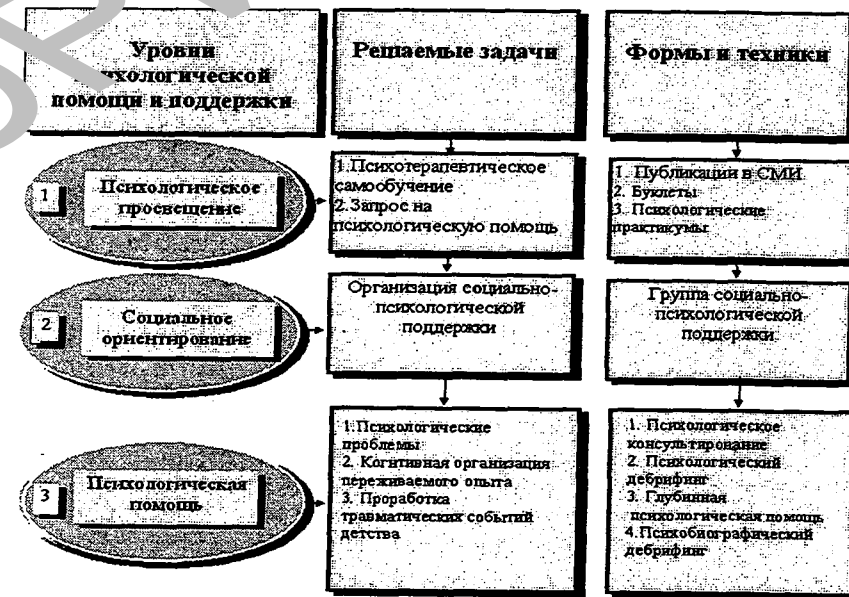 Уровни
психологической
помощи и поддержки
Решаемые задачи
Формы и техники
1
Психологическое
просвещение
1.Психотерапевтическое
самообучение
2.Запрос на
психологическую помощь
1. Публикации в СМИ
2. Буклеты
3. Психологические
практикумы
2
Социальное
ориентирование
Организация социально-
психологической
поддержки
Группа социально-
психологической
поддержки
3
Психологическая
помощь
1.Психологические
проблемы
2. Когитивная организация
переживаемого опыта
3. Проработка
травматических событий
детства
1. Психологическое
консультирование
2. Психологический
дебрифинг
3. Глубинная
психологическая помощь
4.Психобиографический
дебрифинг